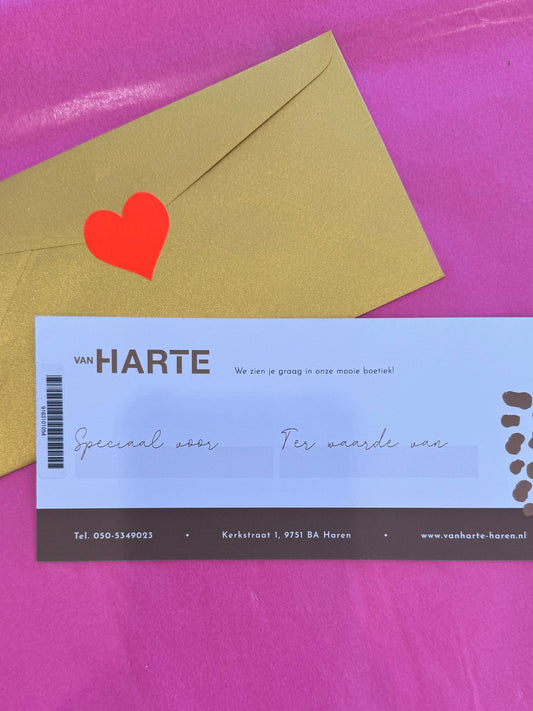 VAN HARTE
We zien je graag in onze mooie boetiek!
Speciaal voor
Ter waarde van
Tel. 050-5349023 • Kerkstraat 1, 9751 BA Haren • www.vanharte-haren.nl